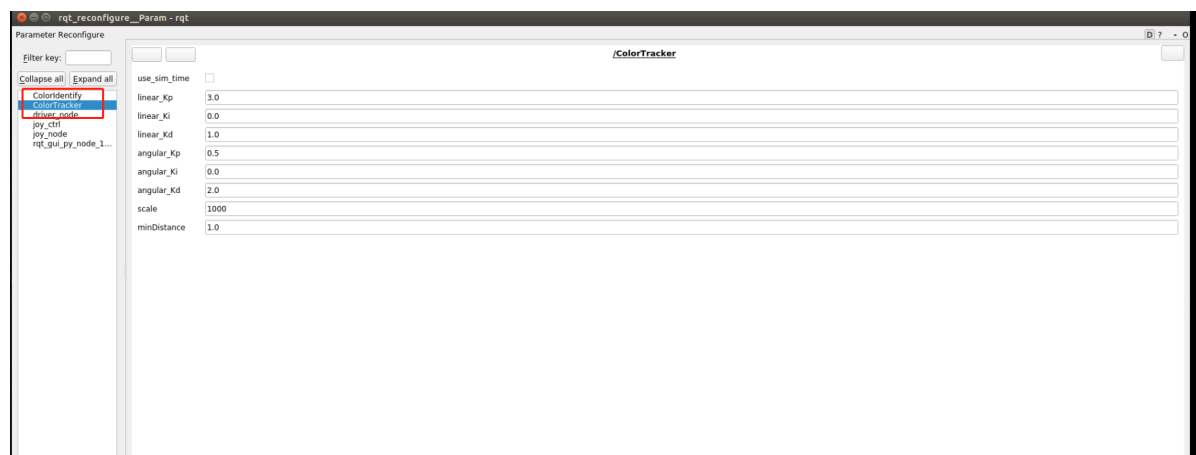 rqt_reconfigure__Param - rqt
Parameter Reconfigure
D ? - O
Filter key:
/ColorTracker
Collapse all Expand all
ColorIdentify
ColorTracker
driver_node
joy_ctrl
joy_node
rqt_gui_py_node_1...
use_sim_time
linear_Kp 3.0
linear_Ki 0.0
linear_Kd 1.0
angular_Kp 0.5
angular_Ki 0.0
angular_Kd 2.0
scale 1000
minDistance 1.0